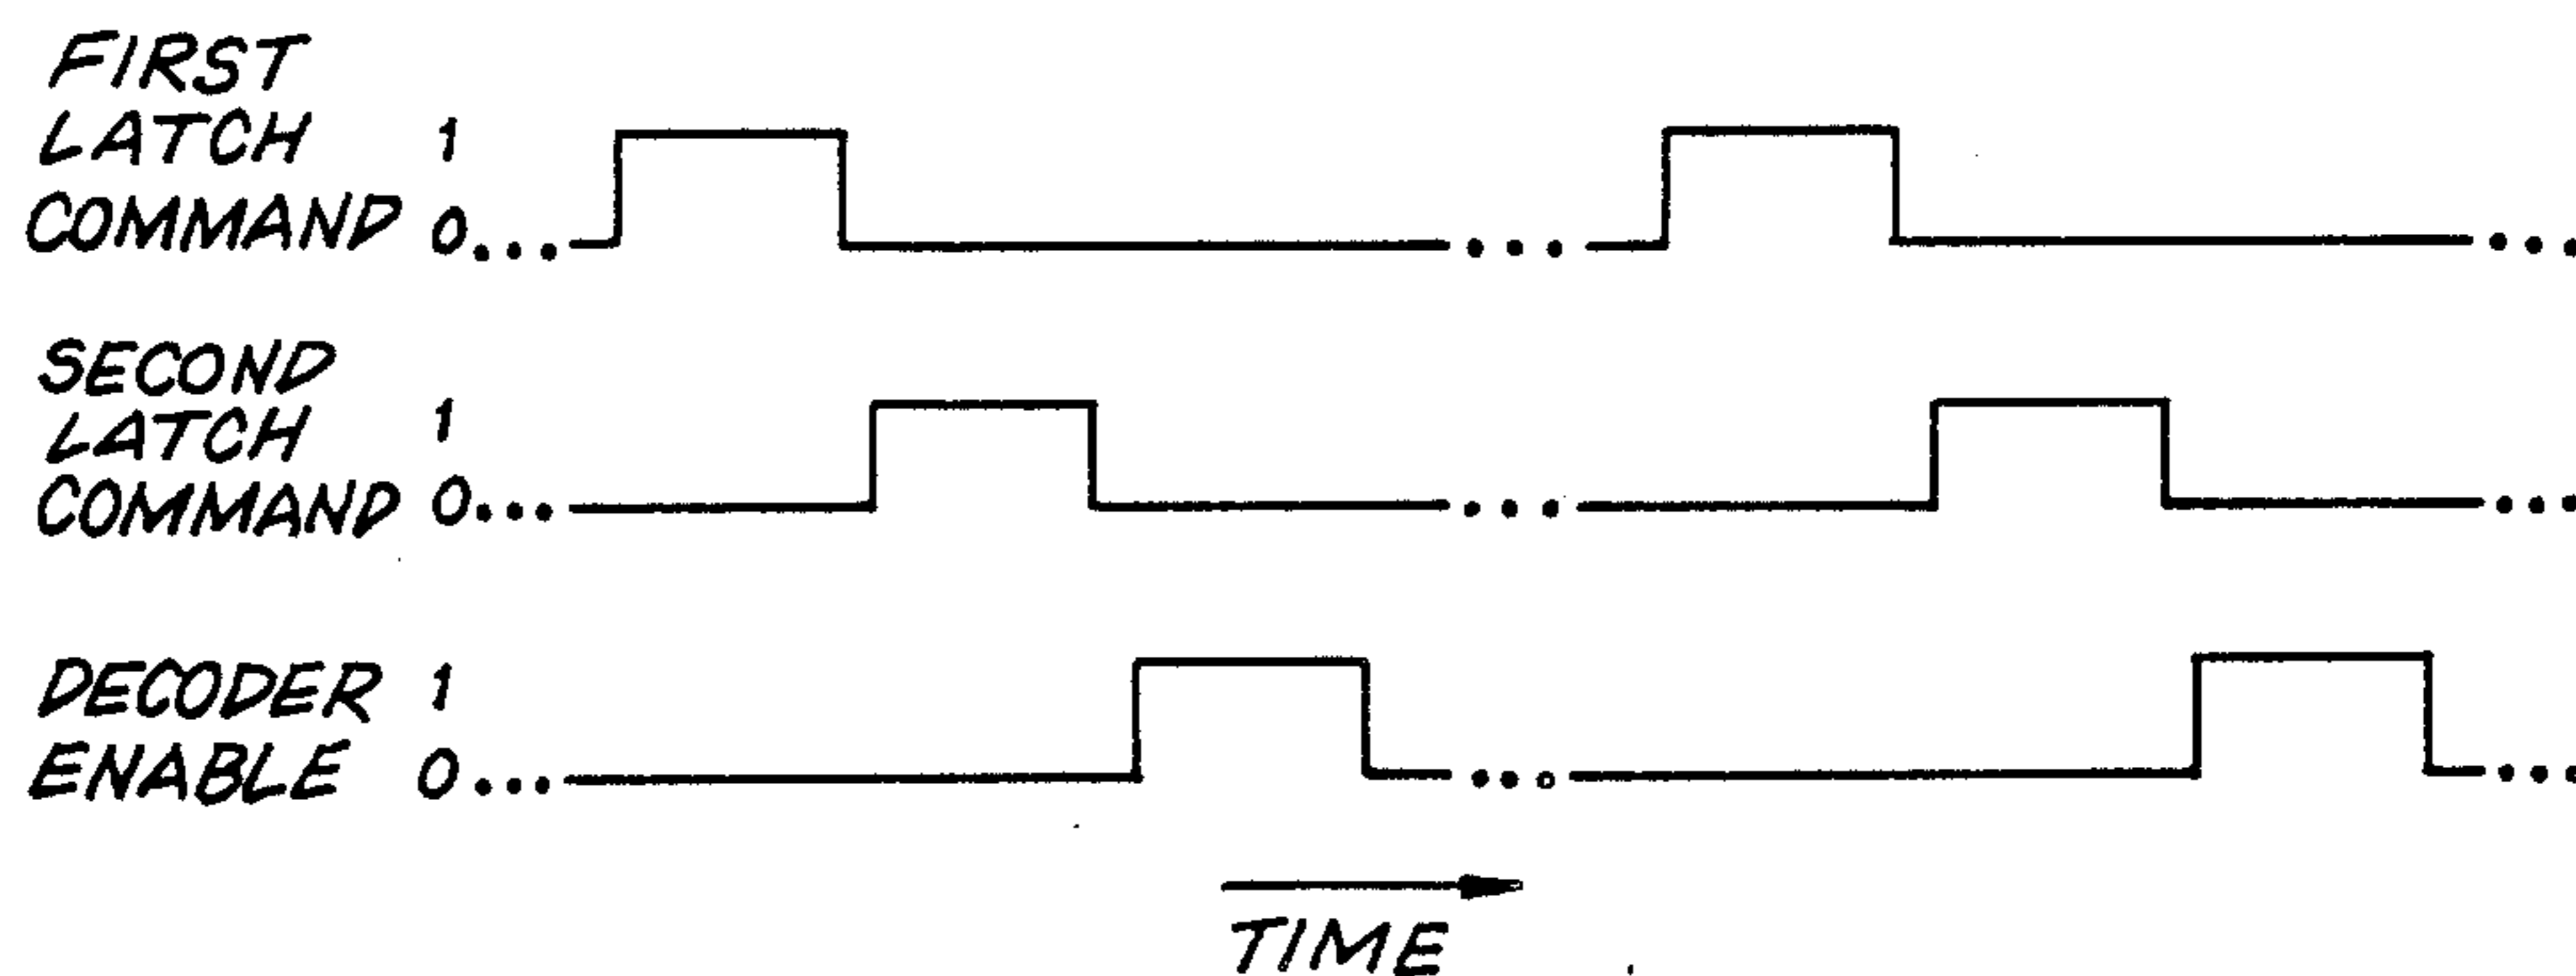 FIRST
LATCH 1
COMMAND 0...
SECOND
LATCH 1
COMMAND 0...
DECODER 1
ENABLE 0...
TIME